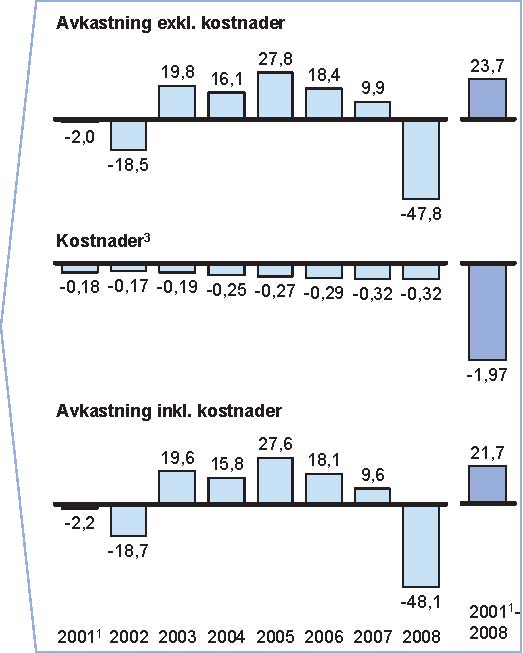 Avkastning exkl. kostnader
-2,0 -18,5 19,8 16,1 27,8 18,4 9,9 -47,8 23,7
Kostnader³
-0,18 -0,17 -0,19 -0,25 -0,27 -0,29 -0,32 -0,32 -1,97
Avkastning inkl. kostnader
-2,2 -18,7 19,6 15,8 27,6 18,1 9,6 -48,1 21,7
2001¹ 2002 2003 2004 2005 2006 2007 2008 2001¹-
2008